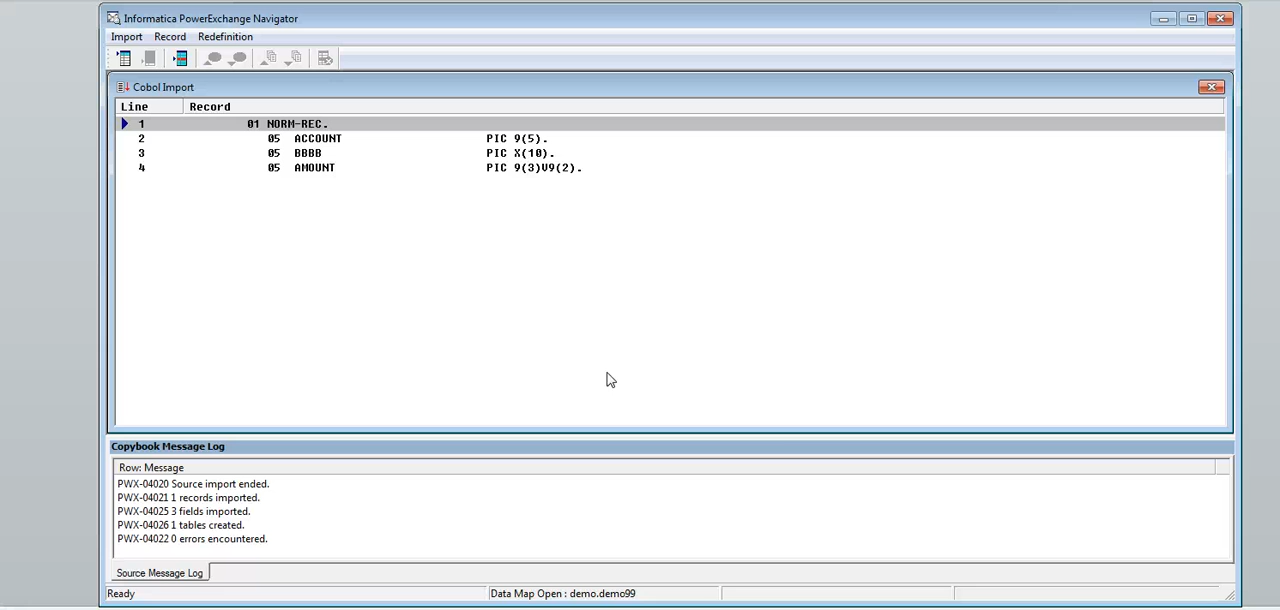 Informatica PowerExchange Navigator
Import Record Redefinition
Cobol Import
Line Record
1 01 NORM-REC.
2 05 ACCOUNT PIC 9(5).
3 05 BBBB PIC X(10).
4 05 AMOUNT PIC 9(3)V9(2).
Copybook Message Log
Row: Message
PWX-04020 Source import ended.
PWX-04021 1 records imported.
PWX-04025 3 fields imported.
PWX-04026 1 tables created.
PWX-04022 0 errors encountered.
Source Message Log
Ready Data Map Open : demo.demo99